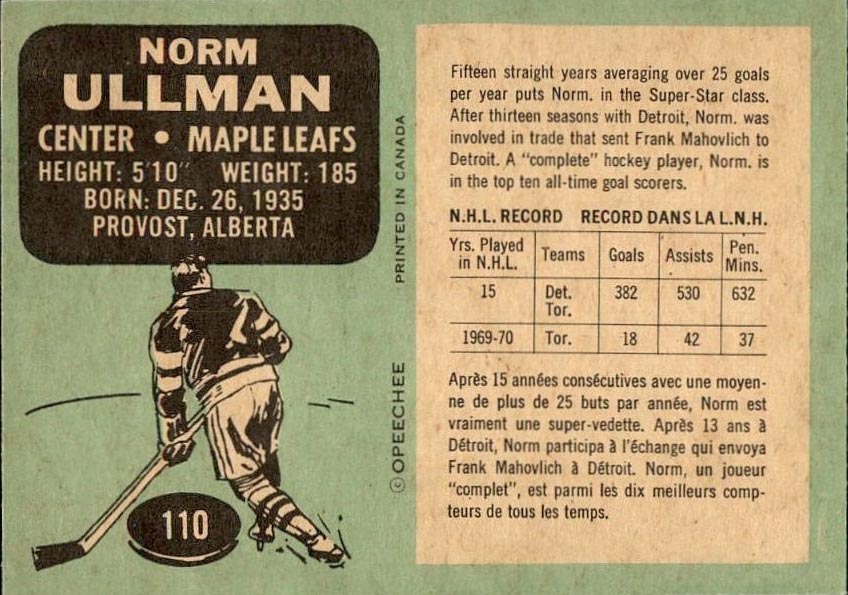 NORM
ULLMAN
CENTER • MAPLE LEAFS
HEIGHT: 5'10" WEIGHT: 185
BORN: DEC. 26, 1935
PROVOST, ALBERTA
110
PRINTED IN CANADA
© OPEECHEE
Fifteen straight years averaging over 25 goals
per year puts Norm. in the Super-Star class.
After thirteen seasons with Detroit, Norm. was
involved in trade that sent Frank Mahovlich to
Detroit. A "complete" hockey player, Norm. is
in the top ten all-time goal scorers.
N.H.L. RECORD RECORD DANS LA L.N.H.
Yrs. Played in N.H.L. Teams Goals Assists Pen. Mins.
15 Det. Tor. 382 530 632
1969-70 Tor. 18 42 37
Après 15 années consécutives avec une moyen-
ne de plus de 25 buts par année, Norm est
vraiment une super-vedette. Après 13 ans à
Détroit, Norm participa à l'échange qui envoya
Frank Mahovlich à Détroit. Norm, un joueur
"complet", est parmi les dix meilleurs comp-
teurs de tous les temps.